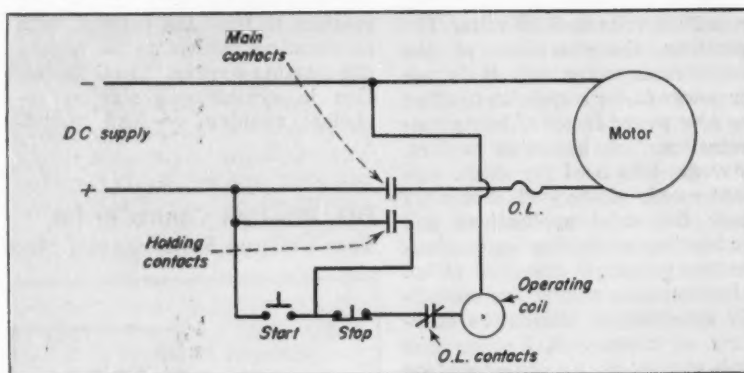 Main
contacts
DC supply
Motor
+
O.L.
Holding
contacts
Operating
coil
Start
Stop
O.L. contacts